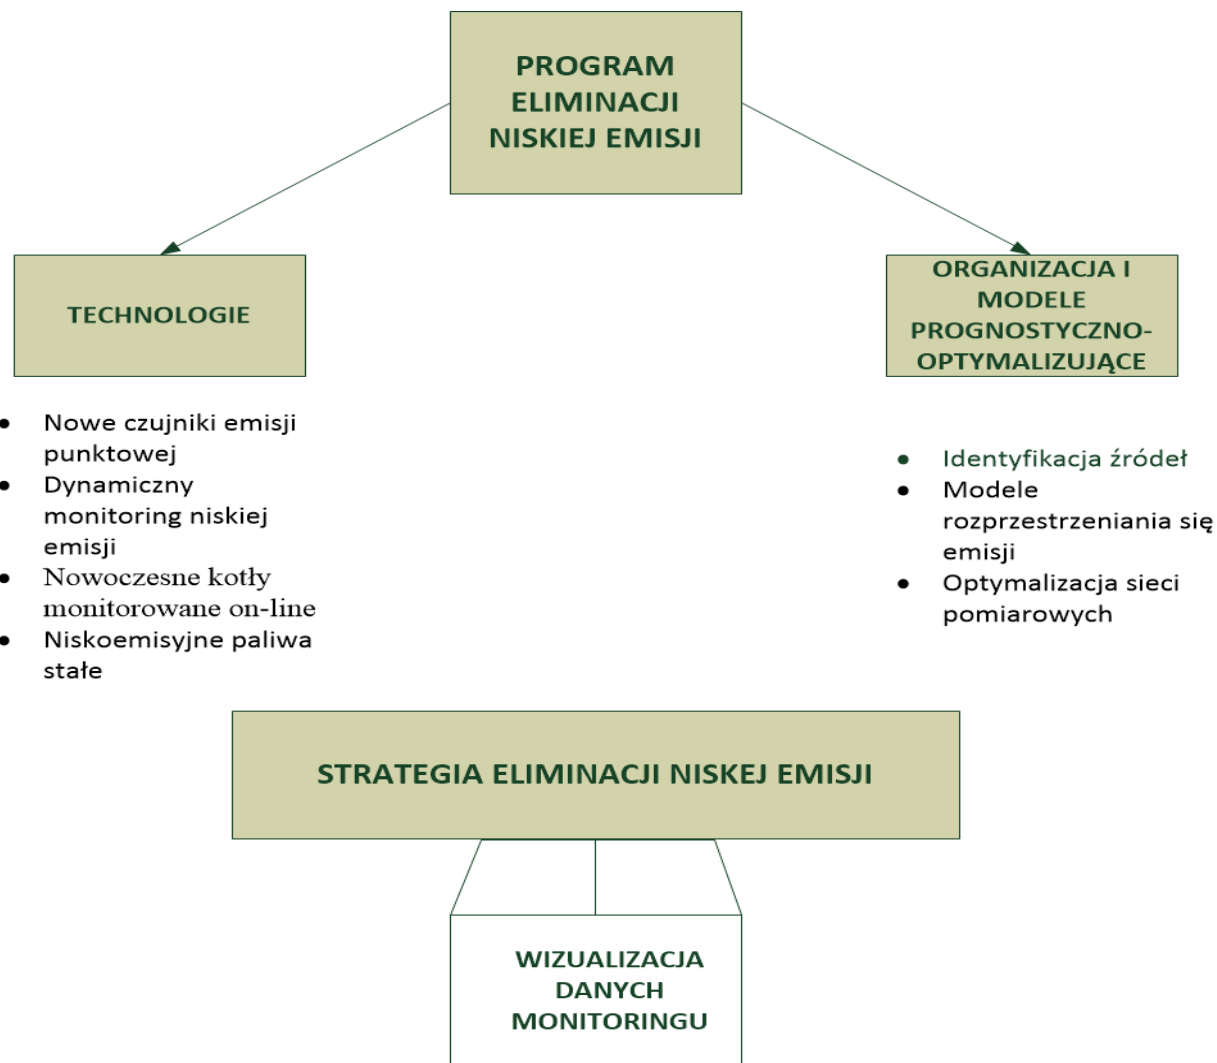 PROGRAM
ELIMINACJI
NISKIEJ EMISJI
TECHNOLOGIE
ORGANIZACJA I
MODELE
PROGNOSTYCZNO-
OPTYMALIZUJĄCE
• Nowe czujniki emisji
punktowej
• Dynamiczny
monitoring niskiej
emisji
• Nowoczesne kotły
monitorowane on-line
• Niskoemisyjne paliwa
stałe
• Identyfikacja źródeł
• Modele
rozprzestrzeniania się
emisji
• Optymalizacja sieci
pomiarowych
STRATEGIA ELIMINACJI NISKEJ EMISJI
WIZUALIZACJA
DANYCH
MONITORINGU